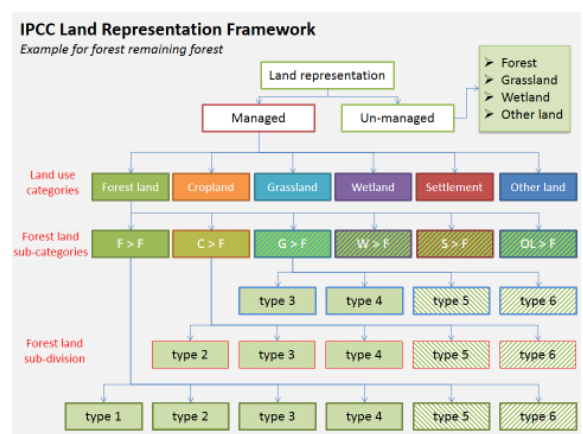 IPCC Land Representation Framework
Example for forest remaining forest
Land representation
➢ Forest
➢ Grassland
➢ Wetland
➢ Other land
Managed
Un-managed
Land use
categories
Forest land
Cropland
Grassland
Wetland
Settlement
Other land
Forest land
sub-categories
F > F
C > F
G > F
W > F
S > F
OL > F
type 3
type 4
type 5
type 6
Forest land
sub-division
type 2
type 3
type 4
type 5
type 6
type 1
type 2
type 3
type 4
type 5
type 6